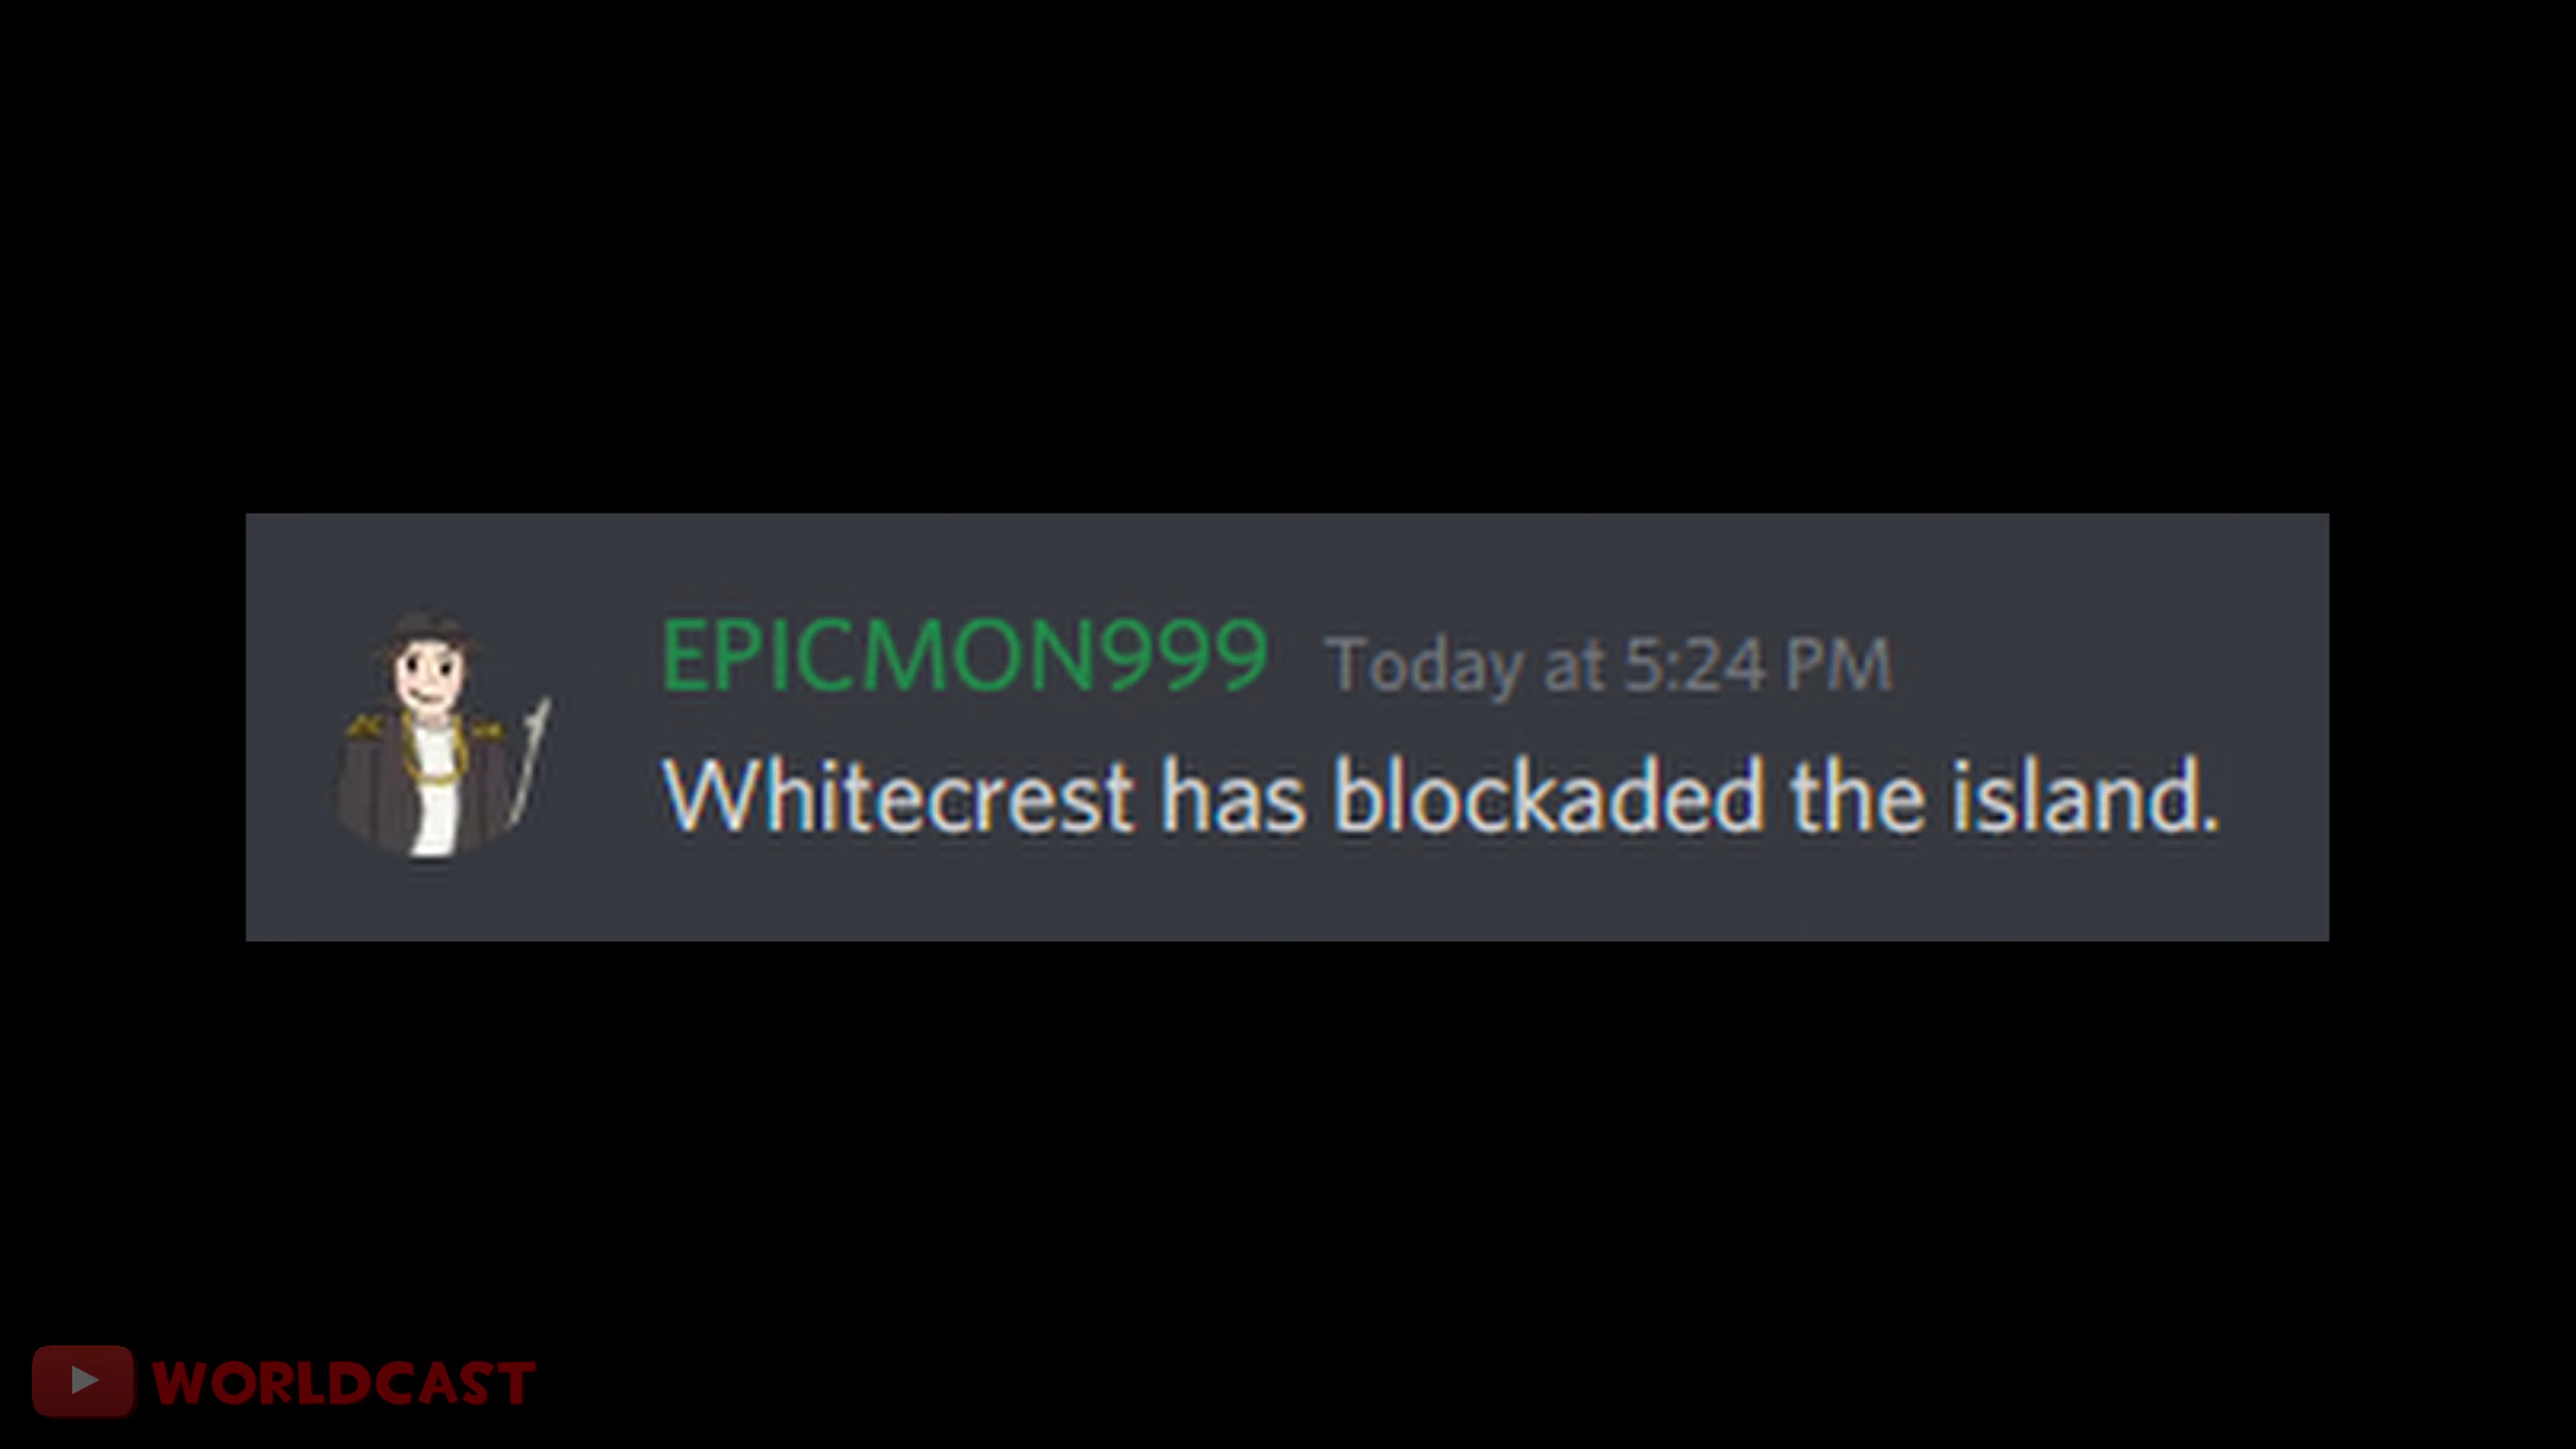 EPICMON999 Today at 5:24 PM
Whitecrest has blockaded the island.
WORLDCAST